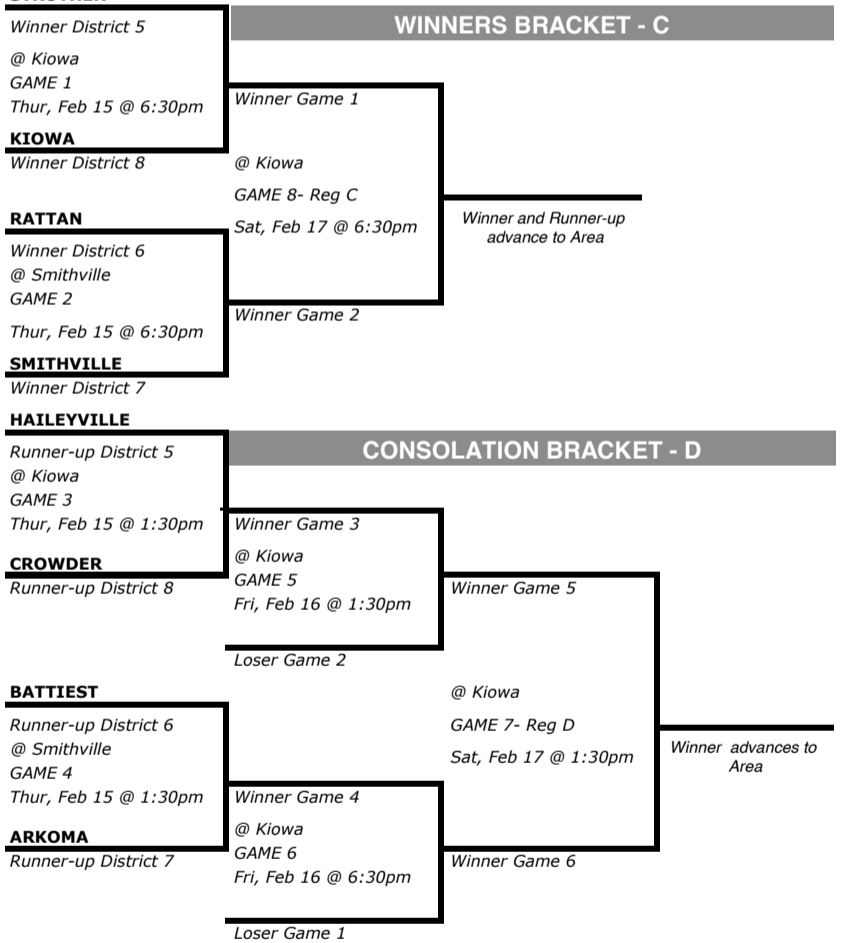 Winner District 5
WINNERS BRACKET - C
@ Kiowa
GAME 1
Thur, Feb 15 @ 6:30pm
Winner Game 1
KIOWA
Winner District 8
@ Kiowa
GAME 8- Reg C
Sat, Feb 17 @ 6:30pm
Winner and Runner-up
advance to Area
RATTAN
Winner District 6
@ Smithville
GAME 2
Thur, Feb 15 @ 6:30pm
Winner Game 2
SMITHVILLE
Winner District 7
HAILEYVILLE
Runner-up District 5
CONSOLATION BRACKET - D
@ Kiowa
GAME 3
Thur, Feb 15 @ 1:30pm
Winner Game 3
CROWDER
Runner-up District 8
@ Kiowa
GAME 5
Fri, Feb 16 @ 1:30pm
Winner Game 5
Loser Game 2
BATTIEST
Runner-up District 6
@ Smithville
GAME 4
Thur, Feb 15 @ 1:30pm
@ Kiowa
GAME 7- Reg D
Sat, Feb 17 @ 1:30pm
Winner advances to
Area
Winner Game 4
ARKOMA
Runner-up District 7
@ Kiowa
GAME 6
Fri, Feb 16 @ 6:30pm
Winner Game 6
Loser Game 1